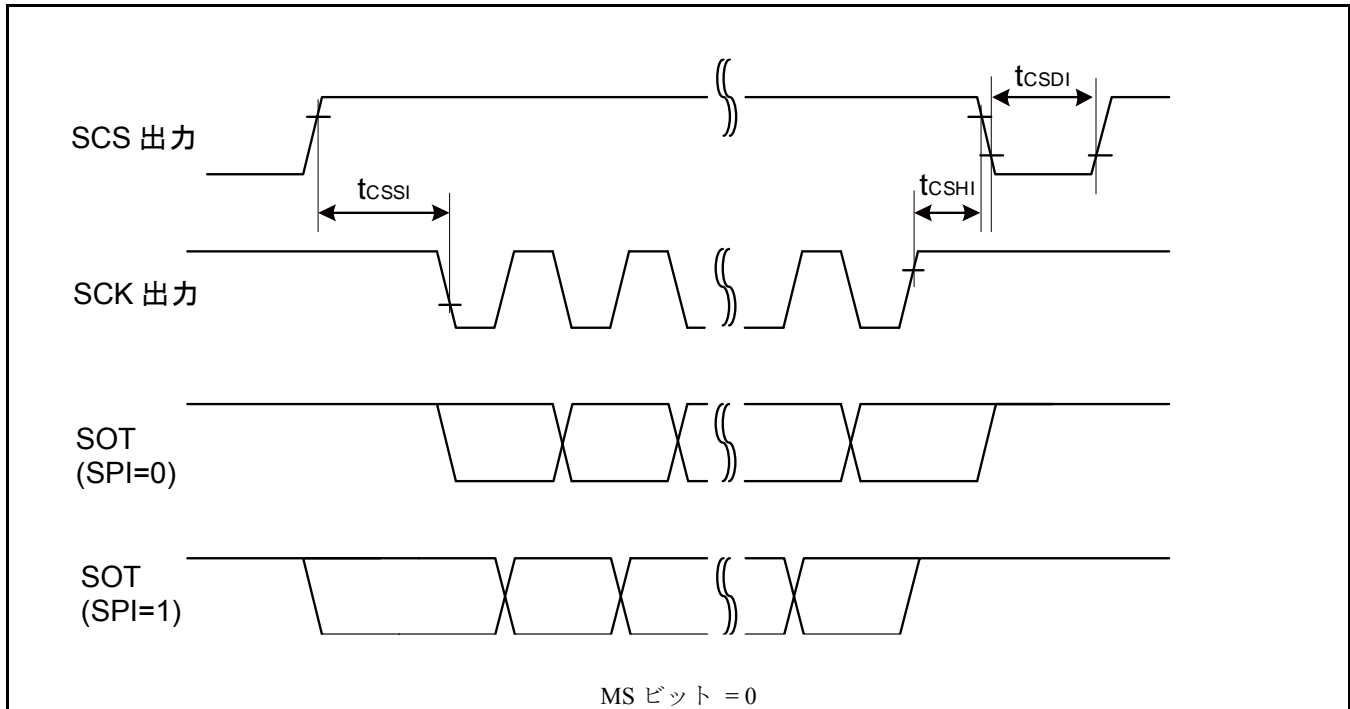 tCSDI
SCS 出力
tCSSI
tCSHI
SCK 出力
SOT
(SPI=0)
SOT
(SPI=1)
MS ビット = 0